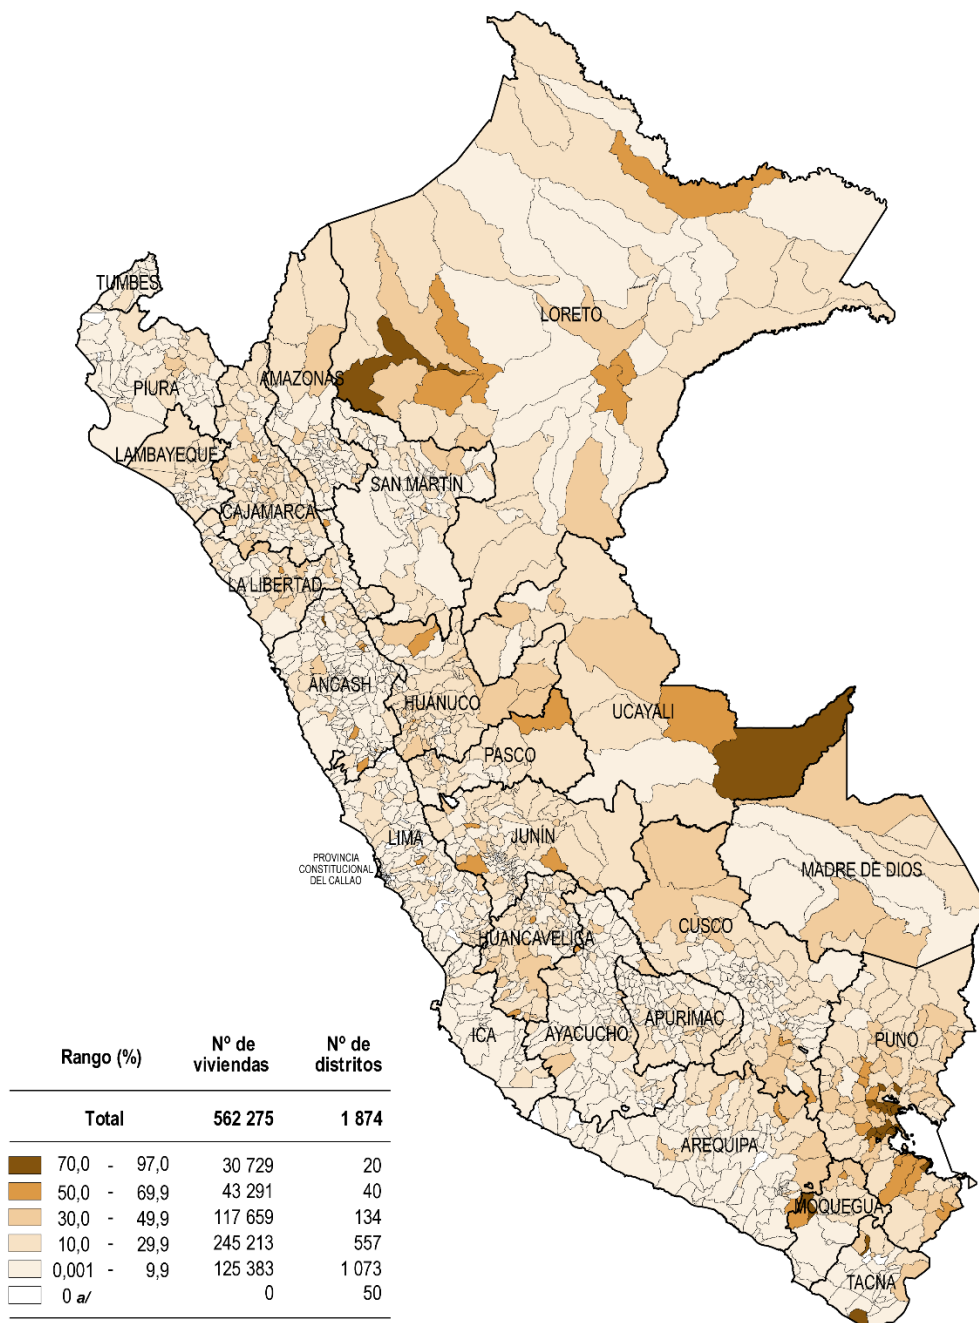 TUMBES
LORETO
PIURA
AMAZONAS
LAMBAYEQUE
SAN MARTÍN
CAJAMARCA
LA LIBERTAD
ANCASH
HUÁNUCO
UCAYALI
PASCO
LIMA
JUNÍN
PROVINCIA
CONSTITUCIONAL
DEL CALLAO
MADRE DE DIOS
CUSCO
HUANCAVELICA
ICA
AYACUCHO
APURÍMAC
PUNO
AREQUIPA
MOQUEGUA
TACNA
Rango (%) Nº de viviendas Nº de distritos
Total 562 275 1 874
70,0 - 97,0 30 729 20
50,0 - 69,9 43 291 40
30,0 - 49,9 117 659 134
10,0 - 29,9 245 213 557
0,001 - 9,9 125 383 1 073
0 a/ 0 50